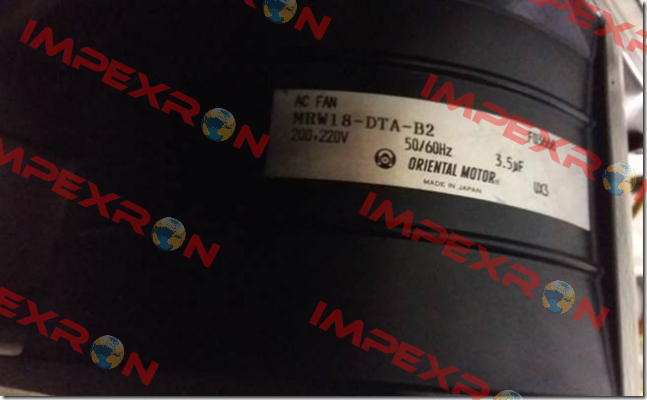 AC FAN
MRW18-DTA-B2
200,220V 50/60Hz 3.5μF
ORIENTAL MOTOR®
MADE IN JAPAN
UX3
IMPEXRON
IMPEXRON
IMPEXRON
IMPEXRON
IMPEXRON
IMPEXRON